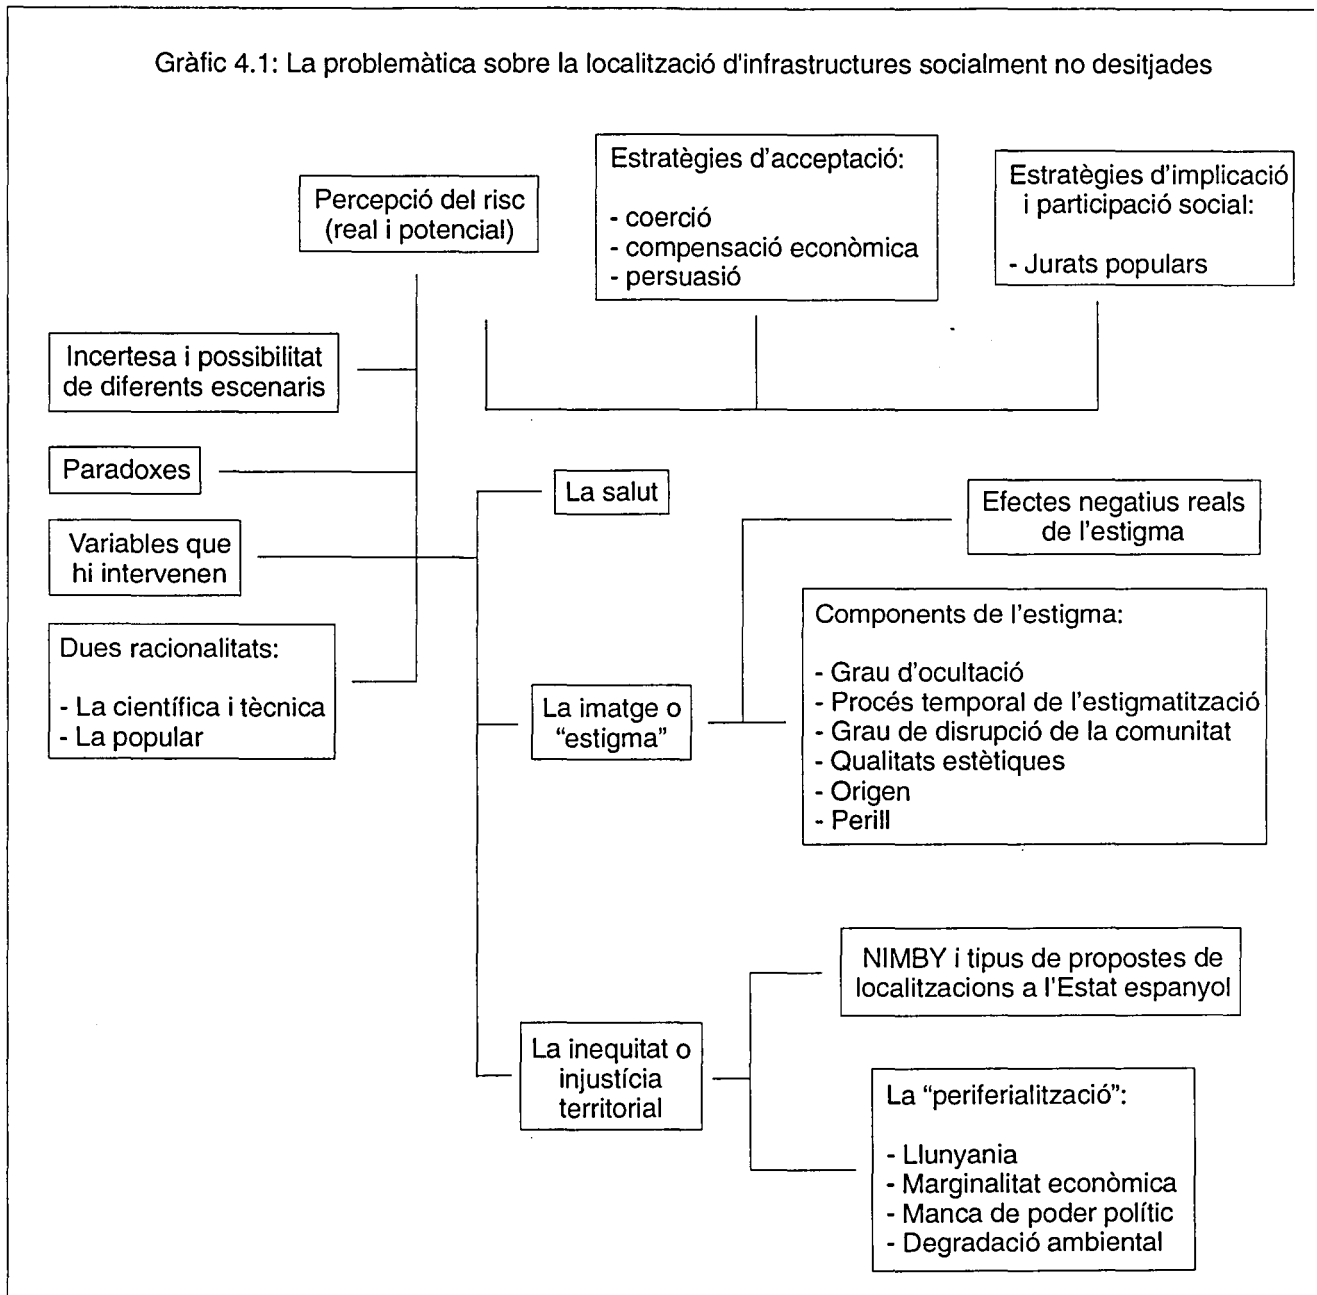 Gràfic 4.1: La problemàtica sobre la localització d'infrastructures socialment no desitjades
Percepció del risc
(real i potencial)
Estratègies d'acceptació:
- coerció
- compensació econòmica
- persuasió
Estratègies d'implicació
i participació social:
- Jurats populars
Incertesa i possibilitat
de diferents escenaris
Paradoxes
Variables que
hi intervenen
Dues racionalitats:
- La científica i tècnica
- La popular
La salut
La imatge o
“estigma”
Efectes negatius reals
de l'estigma
Components de l'estigma:
- Grau d'ocultació
- Procés temporal de l'estigmatització
- Grau de disrupció de la comunitat
- Qualitats estètiques
- Origen
- Perill
La inequitat o
injustícia
territorial
NIMBY i tipus de propostes de
localitzacions a l'Estat espanyol
La “periferialització”:
- Llunyania
- Marginalitat econòmica
- Manca de poder polític
- Degradació ambiental